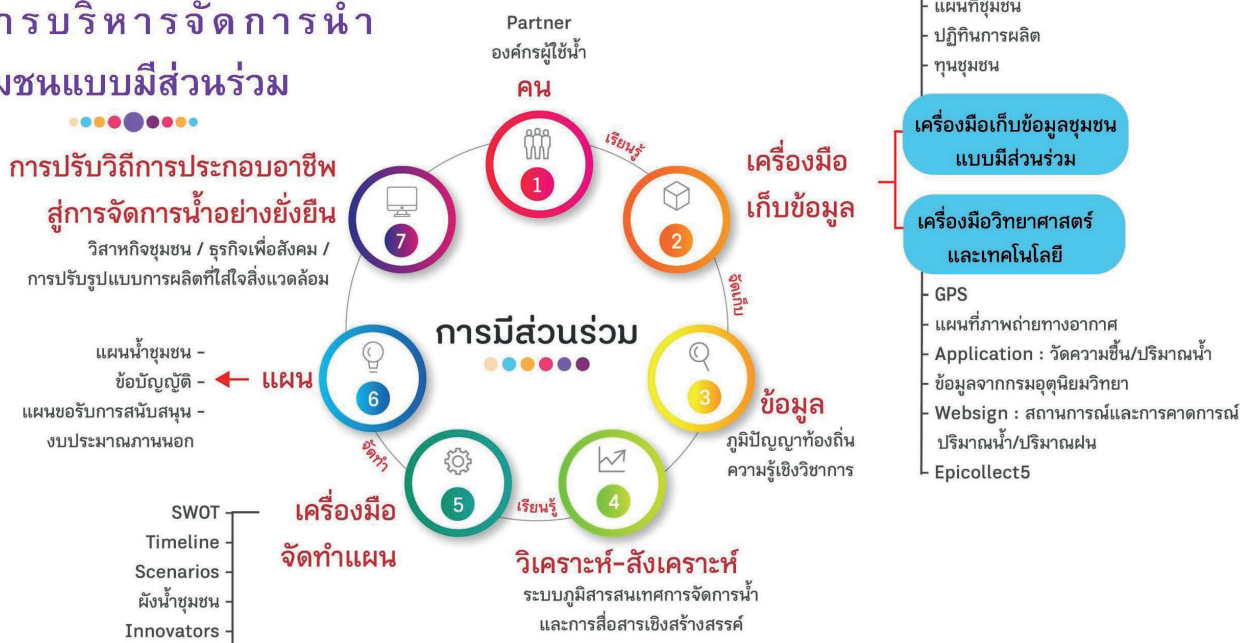 ารบริหารจัดการน้ำ
มชนแบบมีส่วนร่วม
Partner
องค์กรผู้ใช้น้ำ
คน
1
เรียนรู้
เครื่องมือ
เก็บข้อมูล
2
แผนที่ชุมชน
- ปฏิทินการผลิต
- ทุนชุมชน
เครื่องมือเก็บข้อมูลชุมชน
แบบมีส่วนร่วม
เครื่องมือวิทยาศาสตร์
และเทคโนโลยี
- GPS
- แผนที่ภาพถ่ายทางอากาศ
- Application : วัดความชื้น/ปริมาณน้ำ
- ข้อมูลจากกรมอุตุนิยมวิทยา
- Websign : สถานการณ์และการคาดการณ์
ปริมาณน้ำ/ปริมาณฝน
- Epicollect5
จัดเก็บ
3
ข้อมูล
ภูมิปัญญาท้องถิ่น
ความรู้เชิงวิชาการ
4
วิเคราะห์-สังเคราะห์
ระบบภูมิสารสนเทศการจัดการน้ำ
และการสื่อสารเชิงสร้างสรรค์
เรียนรู้
5
เครื่องมือ
จัดทำแผน
SWOT -
Timeline -
Scenarios -
ผังน้ำชุมชน -
Innovators -
จัดทำ
6
แผน
แผนน้ำชุมชน -
ข้อบัญญัติ -
แผนขอรับการสนับสนุน -
งบประมาณภานนอก
7
การปรับวิถีการประกอบอาชีพ
สู่การจัดการน้ำอย่างยั่งยืน
วิสาหกิจชุมชน / ธุรกิจเพื่อสังคม /
การปรับรูปแบบการผลิตที่ใส่ใจสิ่งแวดล้อม
การมีส่วนร่วม